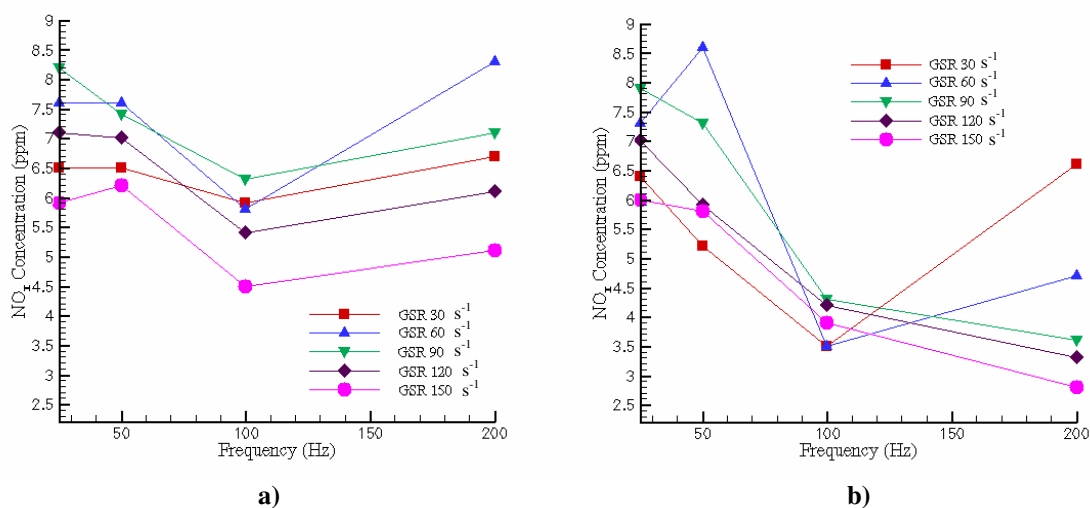 9
8.5
8
7.5
7
6.5
6
5.5
5
4.5
4
3.5
3
2.5
NOx Concentration (ppm)
GSR 30 s-1
GSR 60 s-1
GSR 90 s-1
GSR 120 s-1
GSR 150 s-1
50 100 150 200
Frequency (Hz)
a)
9
8.5
8
7.5
7
6.5
6
5.5
5
4.5
4
3.5
3
2.5
NOx Concentration (ppm)
GSR 30 s-1
GSR 60 s-1
GSR 90 s-1
GSR 120 s-1
GSR 150 s-1
50 100 150 200
Frequency (Hz)
b)